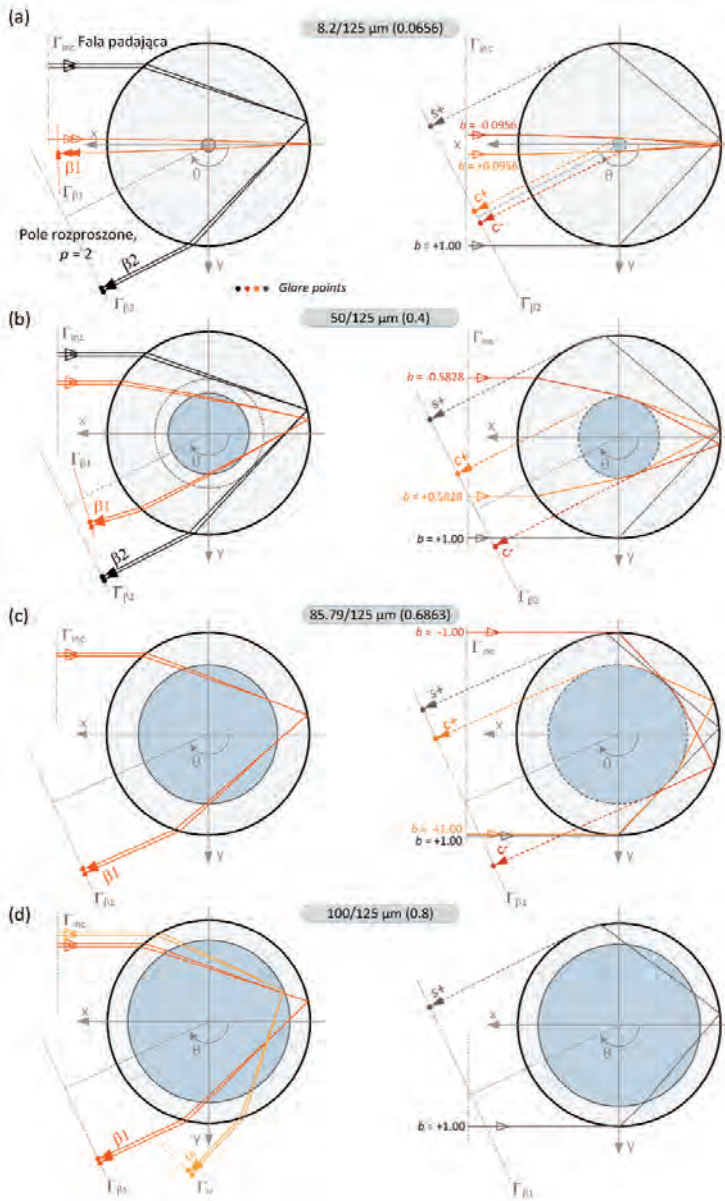 (a)
8.2/125 µm (0.0656)
Γinc Fala padająca
x
θ
β1
Γβ1
Pole rozproszone,
p = 2
β2
Γβ2
y
Γinc
S+
b = -0.0956
x
b = +0.0956
θ
C+
C-
b = +1.00
Γβ2
y
Glare points
(b)
50/125 µm (0.4)
Γinc
x
θ
Γβ1
β1
β2
Γβ2
y
Γinc
b = -0.5828
S+
x
C+
θ
b = +0.5828
C-
b = +1.00
Γβ2
y
(c)
85.79/125 µm (0.6863)
Γinc
x
θ
β1
Γβ2
y
b = -1.00
Γinc
S+
C+
x
θ
b = +1.00
b = +1.00
C-
Γβ1
y
(d)
100/125 µm (0.8)
Γinc
x
θ
β1
Γβ1
y
S+
x
θ
b = +1.00
Γβ1
y